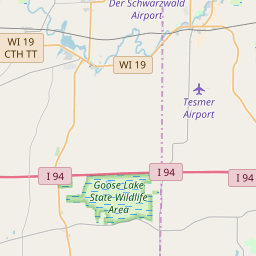 Der Schwarzwald
Airport
WI 19
CTH TT
WI 19
Tesmer
Airport
I 94
I 94
I 94
Goose Lake
State Wildlife
Area
I 94